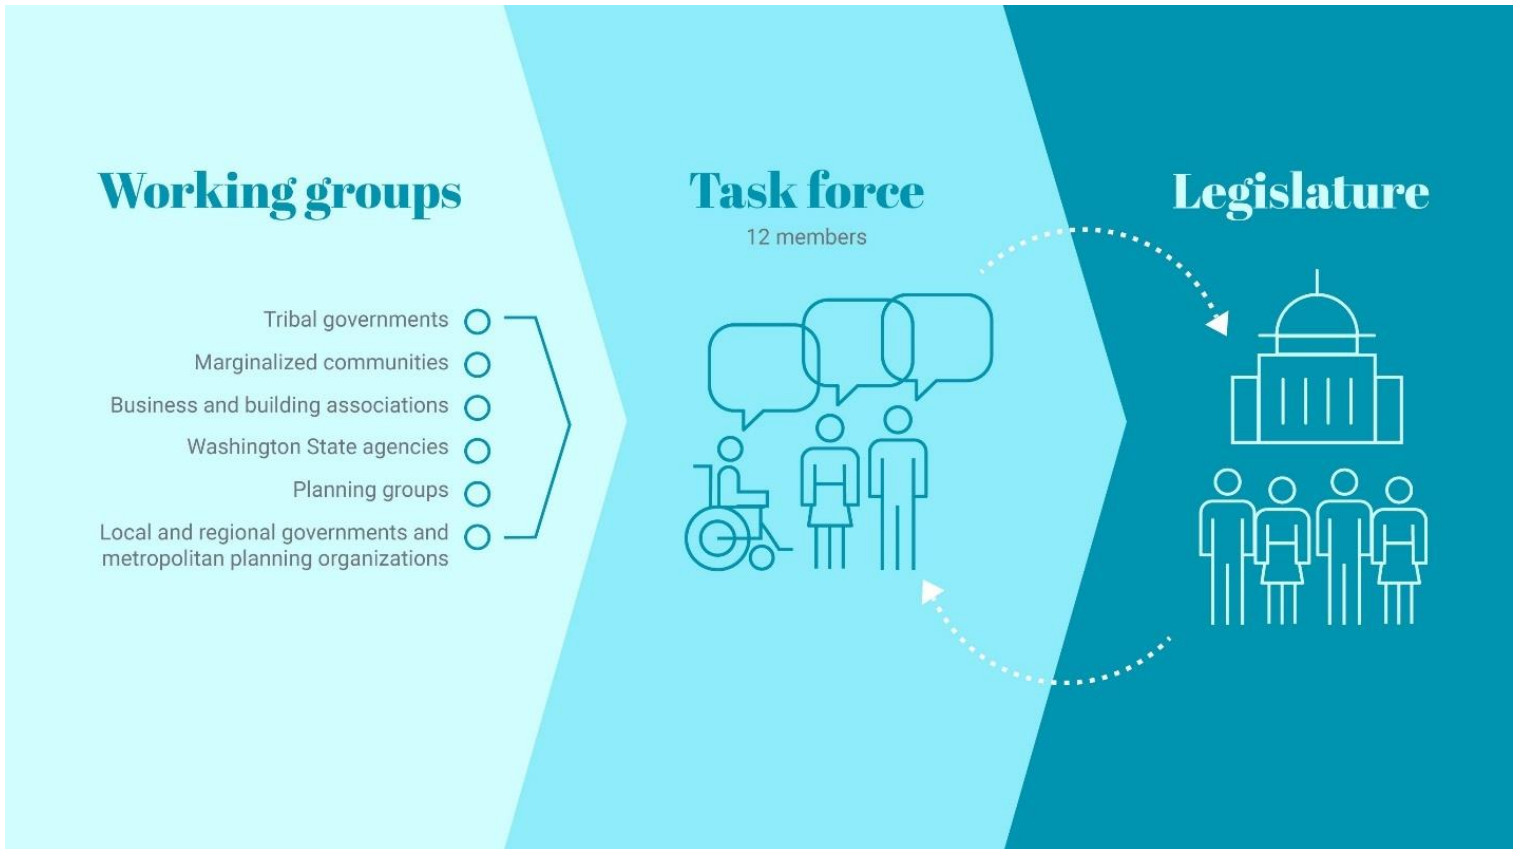 Working groups
Tribal governments
Marginalized communities
Business and building associations
Washington State agencies
Planning groups
Local and regional governments and
metropolitan planning organizations
Task force
12 members
Legislature